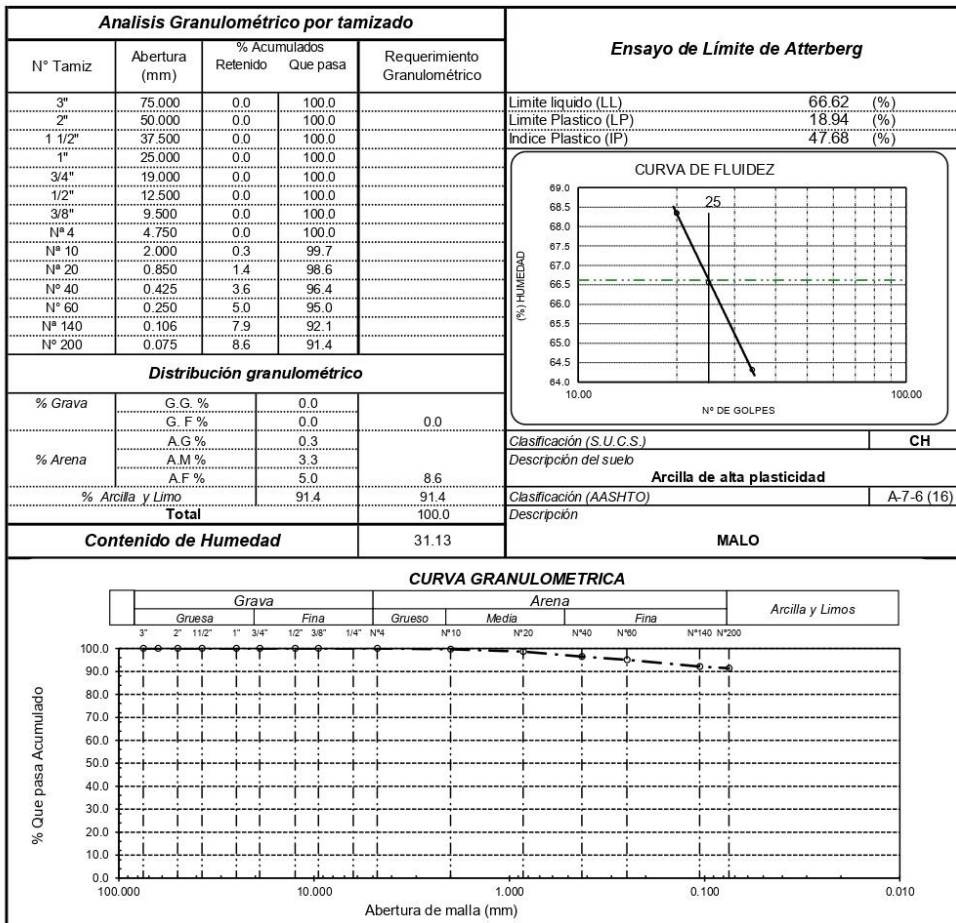 Analisis Granulométrico por tamizado
N° Tamiz Abertura (mm) % Acumulados Retenido Que pasa Requerimiento Granulométrico
3" 75.000 0.0 100.0
2" 50.000 0.0 100.0
1 1/2" 37.500 0.0 100.0
1" 25.000 0.0 100.0
3/4" 19.000 0.0 100.0
1/2" 12.500 0.0 100.0
3/8" 9.500 0.0 100.0
Nª 4 4.750 0.0 100.0
Nª 10 2.000 0.3 99.7
Nª 20 0.850 1.4 98.6
Nº 40 0.425 3.6 96.4
N° 60 0.250 5.0 95.0
Nª 140 0.106 7.9 92.1
Nº 200 0.075 8.6 91.4
Distribución granulométrico
% Grava G.G. % 0.0
G. F % 0.0 0.0
A.G % 0.3
% Arena A.M % 3.3
A.F % 5.0 8.6
% Arcilla y Limo 91.4 91.4
Total 100.0
Contenido de Humedad 31.13
Ensayo de Límite de Atterberg
Limite liquido (LL) 66.62 (%)
Limite Plastico (LP) 18.94 (%)
Indice Plastico (IP) 47.68 (%)
CURVA DE FLUIDEZ
25
(%) HUMEDAD
69.0
68.5
68.0
67.5
67.0
66.5
66.0
65.5
65.0
64.5
64.0
10.00 100.00
Nº DE GOLPES
Clasificación (S.U.C.S.) CH
Descripción del suelo
Arcilla de alta plasticidad
Clasificación (AASHTO) A-7-6 (16)
Descripción
MALO
CURVA GRANULOMETRICA
Grava Arena Arcilla y Limos
Gruesa Fina Grueso Media Fina
3" 2" 11/2" 1" 3/4" 1/2" 3/8" 1/4" N°4 N°10 N°20 N°40 N°60 N°140 N°200
% Que pasa Acumulado
100.0
90.0
80.0
70.0
60.0
50.0
40.0
30.0
20.0
10.0
0.0
100.000 10.000 1.000 0.100 0.010
Abertura de malla (mm)